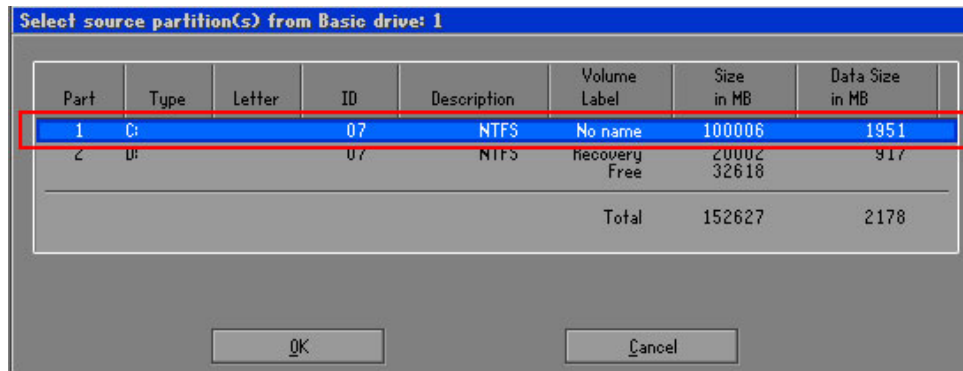 Select source partition(s) from Basic drive: 1
Volume Size Data Size
Part Type Letter ID Description Label in MB in MB
1 C: 07 NTFS No name 100006 1951
2 D: 07 NTFS Recovery 20002 917
Free 32618
Total 152627 2178
OK Cancel